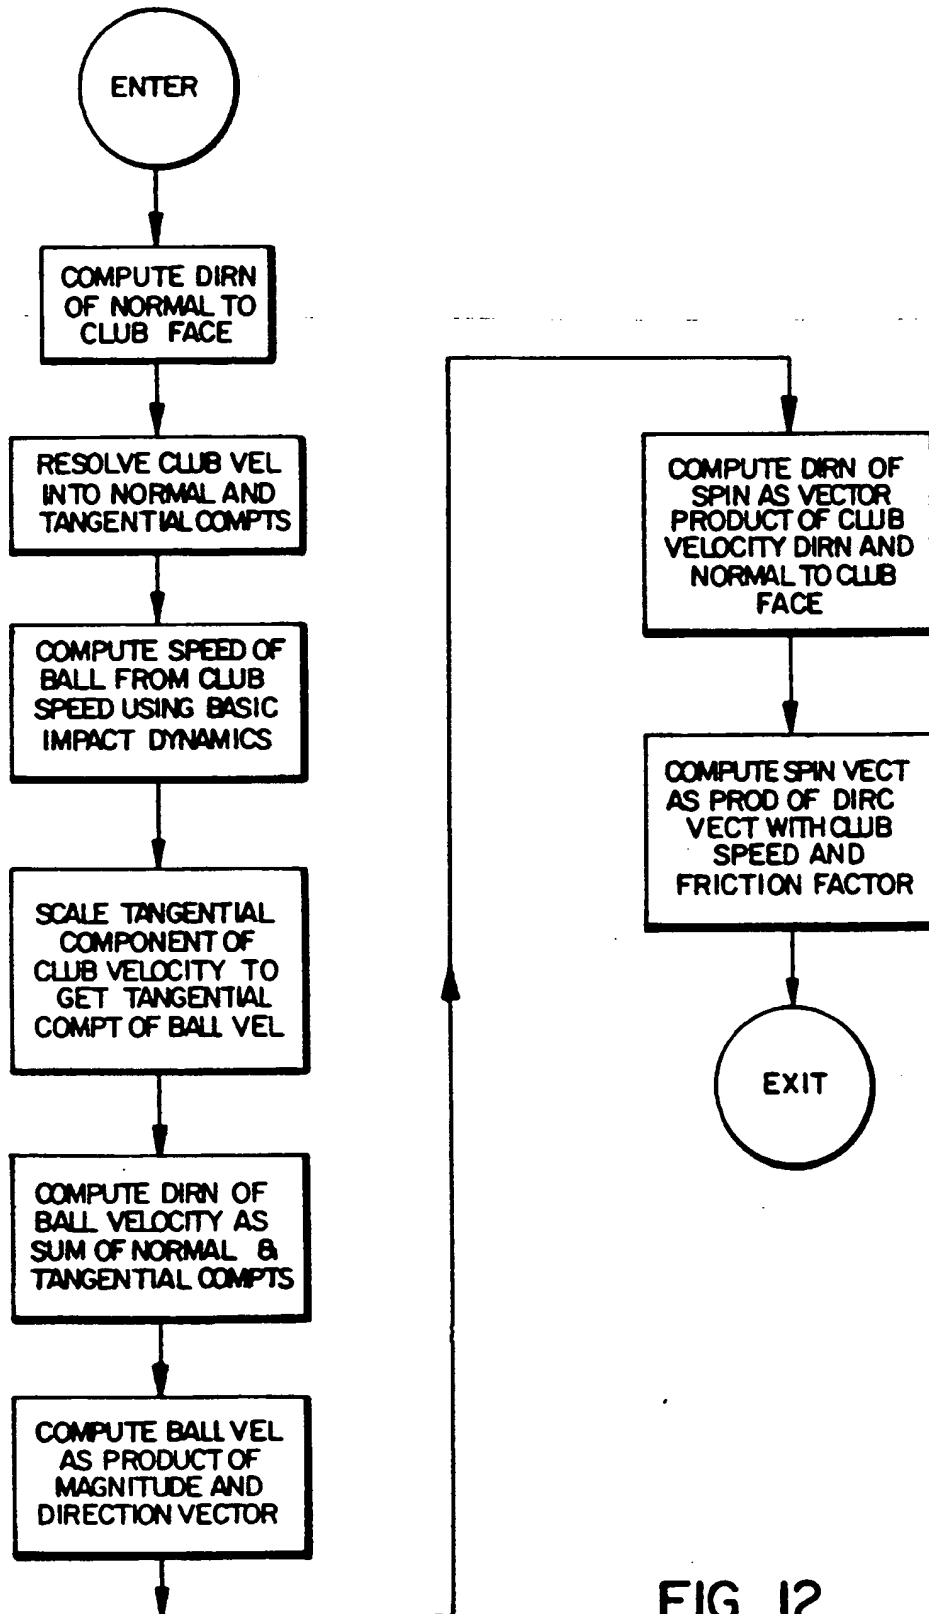 ENTER
COMPUTE DIRN
OF NORMAL TO
CLUB FACE
RESOLVE CLUB VEL
INTO NORMAL AND
TANGENTIAL COMPTS
COMPUTE SPEED OF
BALL FROM CLUB
SPEED USING BASIC
IMPACT DYNAMICS
SCALE TANGENTIAL
COMPONENT OF
CLUB VELOCITY TO
GET TANGENTIAL
COMPT OF BALL VEL
COMPUTE DIRN OF
BALL VELOCITY AS
SUM OF NORMAL &
TANGENTIAL COMPTS
COMPUTE BALL VEL
AS PRODUCT OF
MAGNITUDE AND
DIRECTION VECTOR
COMPUTE DIRN OF
SPIN AS VECTOR
PRODUCT OF CLUB
VELOCITY DIRN AND
NORMAL TO CLUB
FACE
COMPUTE SPIN VECT
AS PROD OF DIRC
VECT WITH CLUB
SPEED AND
FRICTION FACTOR
EXIT
FIG 12